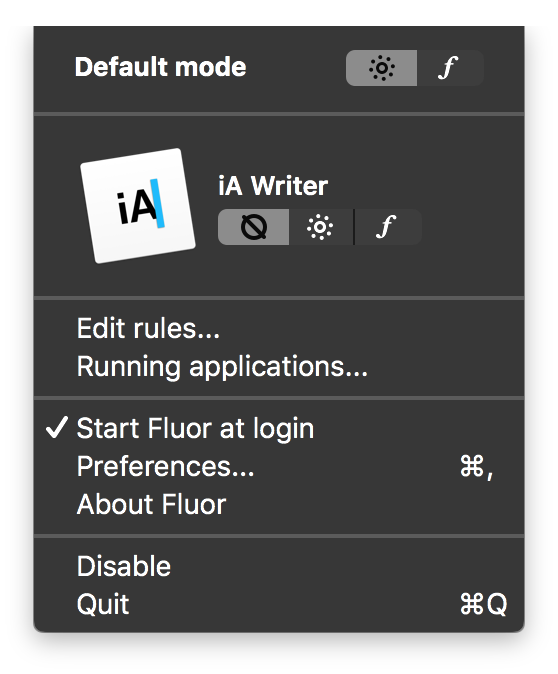 Default mode
f
iA
iA Writer
f
Edit rules...
Running applications...
✓ Start Fluor at login
Preferences... ⌘,
About Fluor
Disable
Quit ⌘Q